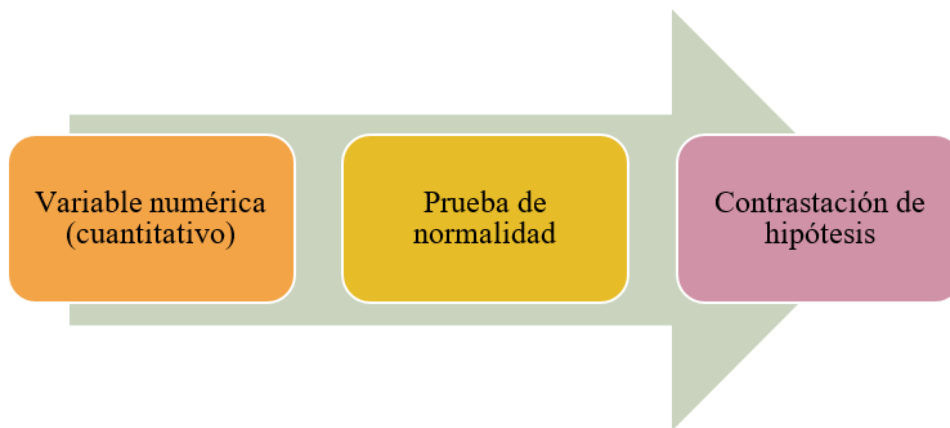 Variable numérica
(cuantitativo)
Prueba de
normalidad
Contrastación de
hipótesis